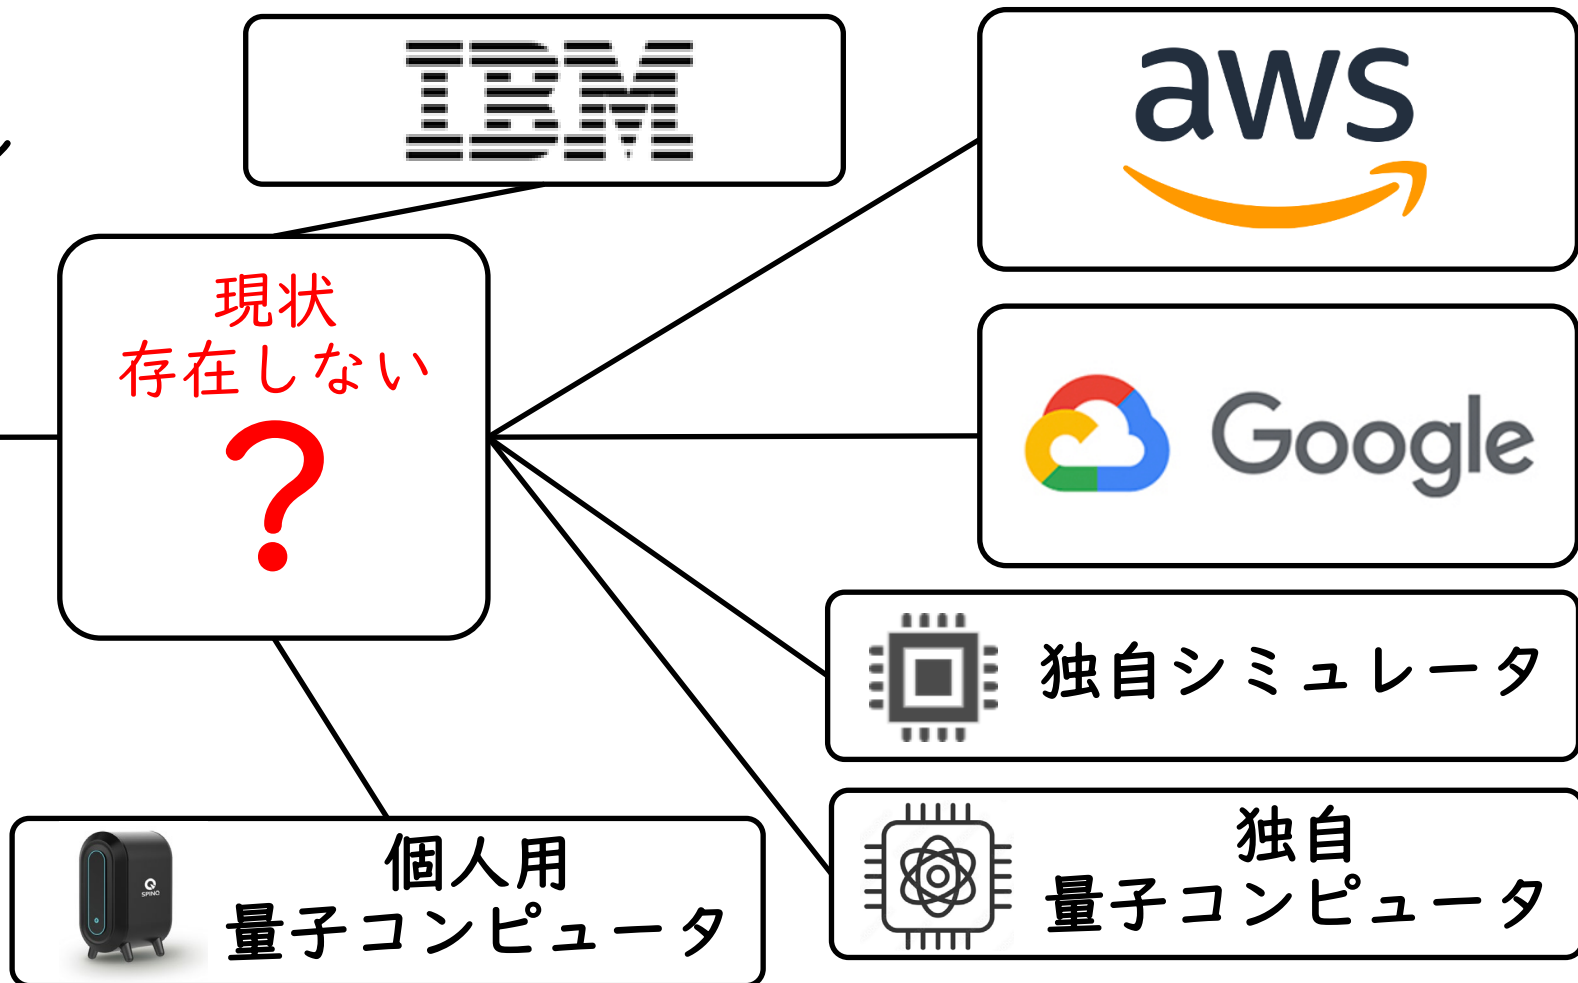 IBM
aws
現状
存在しない
?
Google
独自シミュレータ
個人用
量子コンピュータ
SPINQ
独自
量子コンピュータ